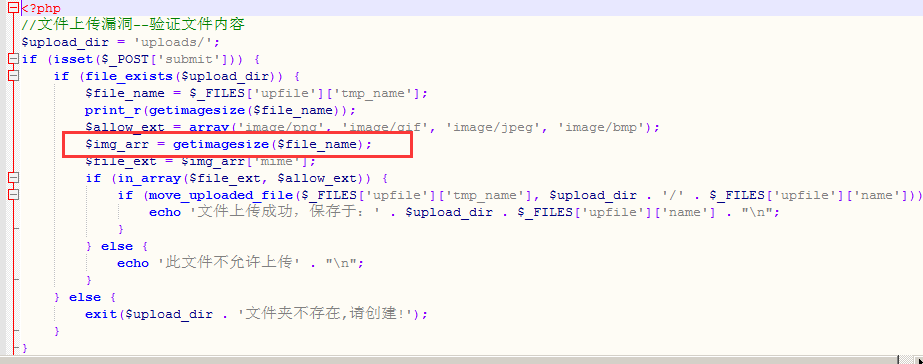 <?php
//文件上传漏洞--验证文件内容
$upload_dir = 'uploads/';
if (isset($_POST['submit'])) {
    if (file_exists($upload_dir)) {
        $file_name = $_FILES['upfile']['tmp_name'];
        print_r(getimagesize($file_name));
        $allow_ext = array('image/png', 'image/gif', 'image/jpeg', 'image/bmp');
        $img_arr = getimagesize($file_name);
        $file_ext = $img_arr['mime'];
        if (in_array($file_ext, $allow_ext)) {
            if (move_uploaded_file($_FILES['upfile']['tmp_name'], $upload_dir . '/' . $_FILES['upfile']['name']))
                echo '文件上传成功，保存于：' . $upload_dir . $_FILES['upfile']['name'] . "\n";
            }
        } else {
            echo '此文件不允许上传' . "\n";
        }
    } else {
        exit($upload_dir . '文件夹不存在,请创建!');
    }
}